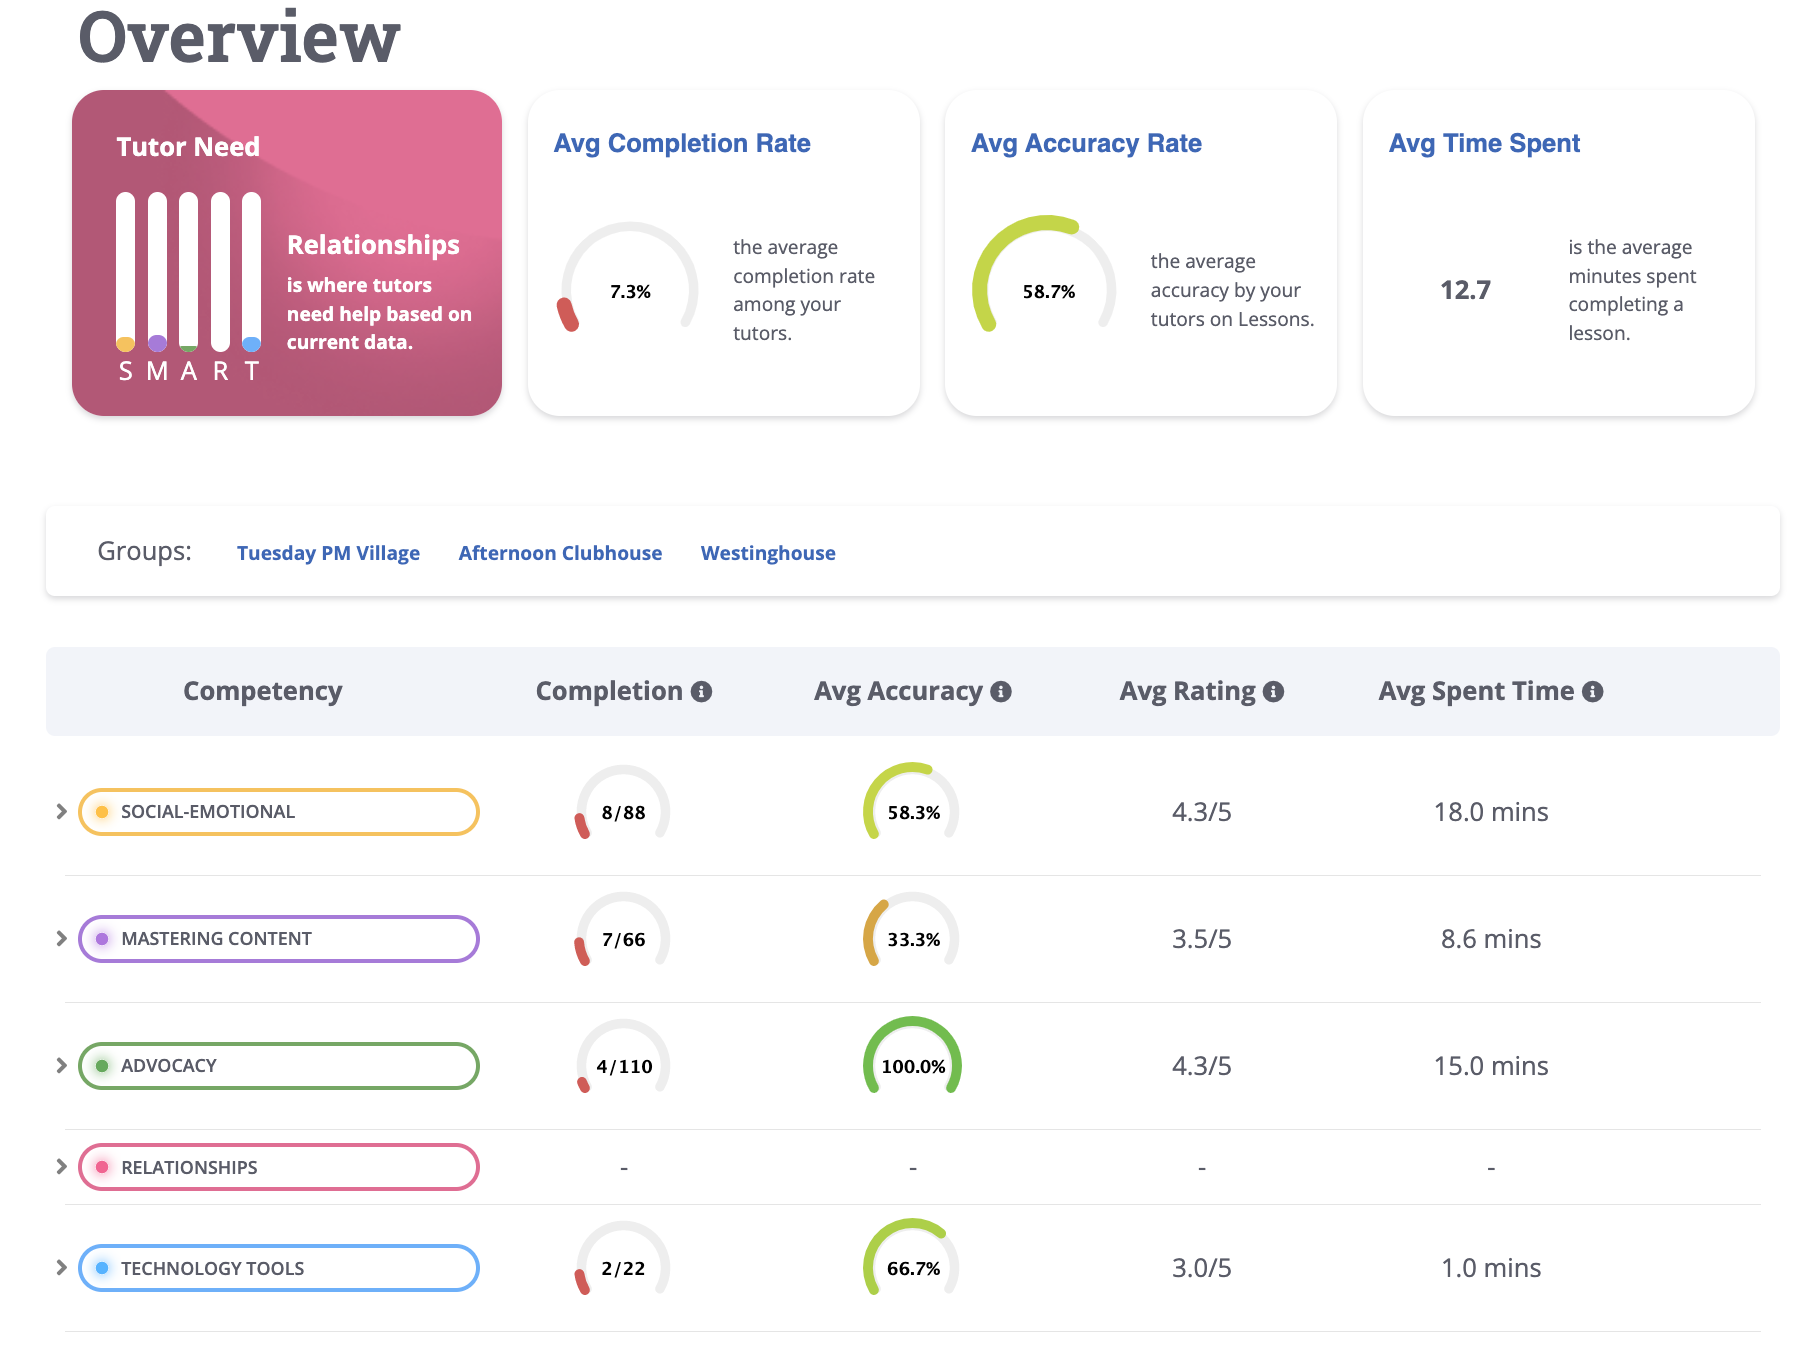 Overview
Tutor Need
S M A R T
Relationships
is where tutors
need help based on
current data.
Avg Completion Rate
7.3%
the average
completion rate
among your
tutors.
Avg Accuracy Rate
58.7%
the average
accuracy by your
tutors on Lessons.
Avg Time Spent
12.7
is the average
minutes spent
completing a
lesson.
Groups: Tuesday PM Village Afternoon Clubhouse Westinghouse
Competency Completion Avg Accuracy Avg Rating Avg Spent Time
SOCIAL-EMOTIONAL 8/88 58.3% 4.3/5 18.0 mins
MASTERING CONTENT 7/66 33.3% 3.5/5 8.6 mins
ADVOCACY 4/110 100.0% 4.3/5 15.0 mins
RELATIONSHIPS - - - -
TECHNOLOGY TOOLS 2/22 66.7% 3.0/5 1.0 mins